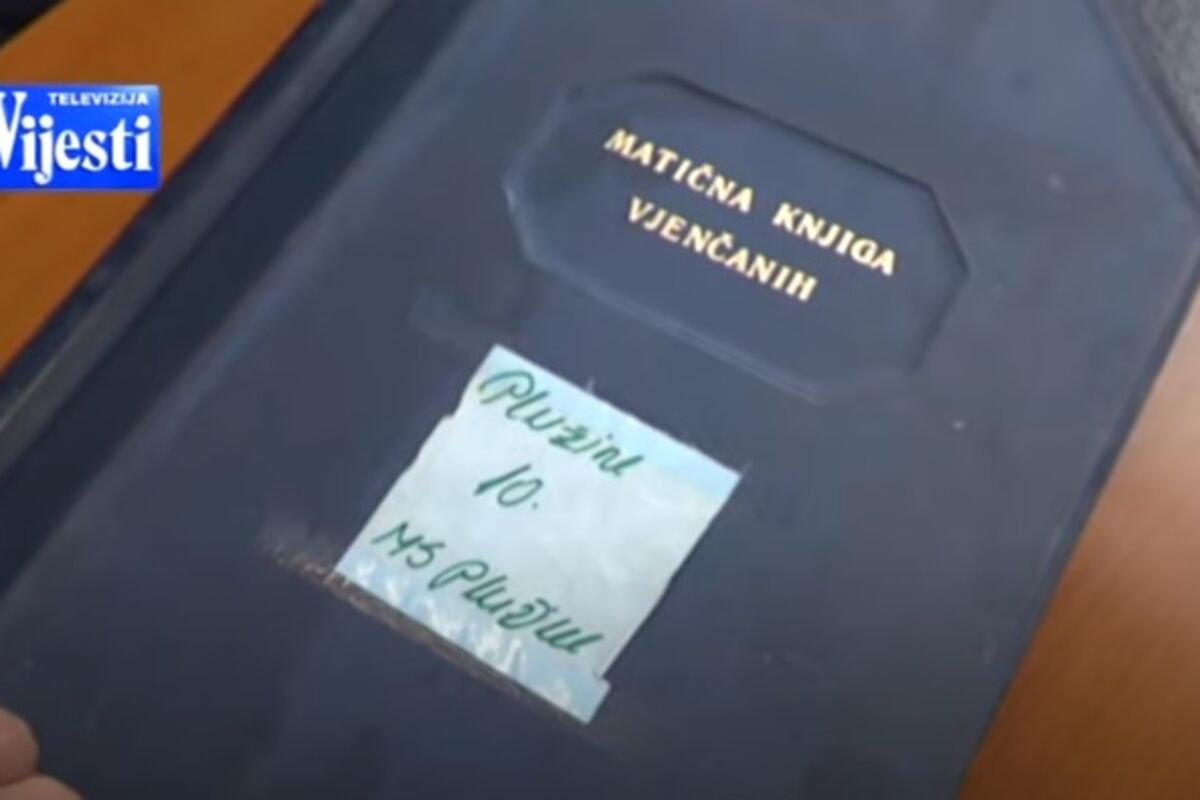 TELEVIZIJA
Vijesti
MATIČNA KNJIGA
VJENČANIH
Plužine
10.
MS Plužine